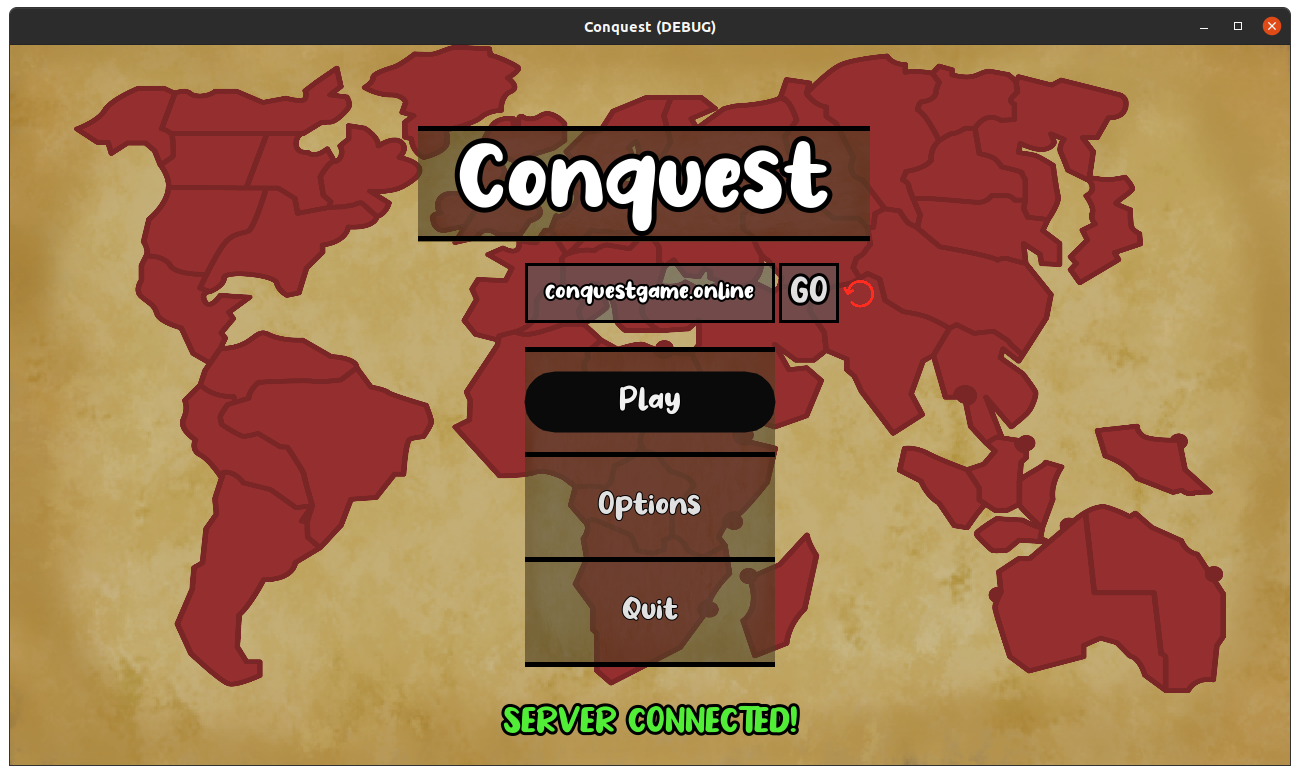 Conquest (DEBUG)
Conquest
conquestgame.online GO
Play
Options
Quit
SERVER CONNECTED!